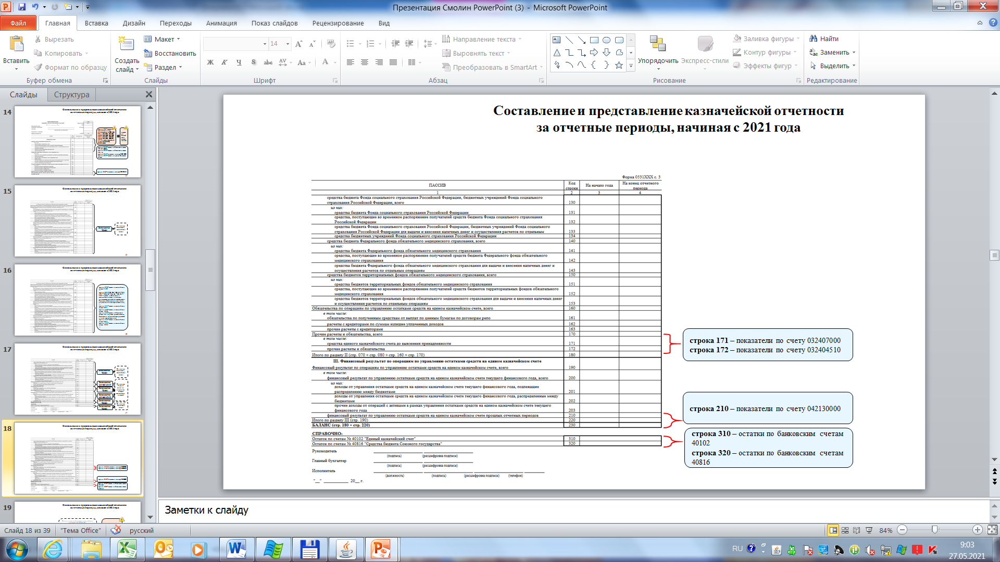 Презентация Смолин PowerPoint (3) - Microsoft PowerPoint
Файл
Главная
Вставка
Дизайн
Переходы
Анимация
Показ слайдов
Рецензирование
Вид
Вставить
Вырезать
Копировать
Формат по образцу
Буфер обмена
Создать слайд
Макет
Восстановить
Раздел
Слайды
14
Шрифт
Направление текста
Выровнять текст
Преобразовать в SmartArt
Абзац
Упорядочить
Экспресс-стили
Заливка фигуры
Контур фигуры
Эффекты фигур
Рисование
Найти
Заменить
Выделить
Редактирование
Слайды
Структура
14
15
16
17
18
19
Составление и представление казначейской отчетности
за отчетные периоды, начиная с 2021 года
Форма 0531XXX с. 3
ПАССИВ
Код строки
На начало года
На конец отчетного периода
1 2 3 4
средства бюджета Фонда социального страхования Российской Федерации, бюджетных учреждений Фонда социального
страхования Российской Федерации, всего 130
из них:
средства бюджета Фонда социального страхования Российской Федерации 131
средства, поступающие во временное распоряжение получателей средств бюджета Фонда социального страхования
Российской Федерации 132
средства бюджета Фонда социального страхования Российской Федерации, бюджетных учреждений Фонда социального
страхования Российской Федерации для выдачи и внесения наличных денег и осуществления расчетов по отдельным 133
средства бюджетных учреждений Фонда социального страхования Российской Федерации 134
средства бюджета Федерального фонда обязательного медицинского страхования, всего 140
из них:
средства бюджета Федерального фонда обязательного медицинского страхования 141
средства, поступающие во временное распоряжение получателей средств бюджета Федерального фонда обязательного
медицинского страхования 142
средства бюджета Федерального фонда обязательного медицинского страхования для выдачи и внесения наличных денег и
осуществления расчетов по отдельным операциям 143
средства бюджетов территориальных фондов обязательного медицинского страхования, всего 150
из них:
средства бюджетов территориальных фондов обязательного медицинского страхования 151
средства, поступающие во временное распоряжение получателей средств бюджетов территориальных фондов обязательного
медицинского страхования 152
средства бюджетов территориальных фондов обязательного медицинского страхования для выдачи и внесения наличных денег
и осуществления расчетов по отдельным операциям 153
Обязательства по операциям по управлению остатками средств на едином казначейском счете, всего 160
в том числе:
обязательства по полученным средствам от выплат по ценным бумагам по договорам репо 161
расчеты с кредиторами по суммам излишне уплаченных доходов 162
прочие расчеты с кредиторами 163
Прочие расчеты и обязательства, всего 170
в том числе:
средства единого казначейского счета до выяснения принадлежности 171
прочие расчеты и обязательства 172
Итого по разделу II (стр. 070 + стр. 080 + стр. 160 + стр. 170) 180
III. Финансовый результат по операциям по управлению остатками средств на едином казначейском счете
Финансовый результат по операциям по управлению остатками средств на едином казначейском счете, всего 190
в том числе:
финансовый результат по управлению остатками средств на едином казначейском счете текущего финансового года, всего 200
из них:
доходы от управления остатками средств на едином казначейском счете текущего финансового года, подлежащие
распределению между бюджетами 201
доходы от управления остатками средств на едином казначейском счете текущего финансового года, распределенные между
бюджетами 202
прочие доходы от операций с активами в рамках управления остатками средств на едином казначейском счете текущего
финансового года 203
финансовый результат по управлению остатками средств на едином казначейском счете прошлых отчетных периодов 210
Итого по разделу III (стр. 190) 220
БАЛАНС (стр. 180 + стр. 220) 230
СПРАВОЧНО:
Остаток по счетам № 40102 "Единый казначейский счет" 310
Остаток по счетам № 40816 "Средства бюджета Союзного государства" 320
Руководитель
(подпись) (расшифровка подписи)
Главный бухгалтер
(подпись) (расшифровка подписи)
Исполнитель
(должность) (подпись) (расшифровка подписи) (телефон)
"__" ____________ 20__ г.
строка 171 – показатели по счету 032407000
строка 172 – показатели по счету 032404510
строка 210 – показатели по счету 042130000
строка 310 – остатки по банковским счетам
40102
строка 320 – остатки по банковским счетам
40816
Заметки к слайду
Слайд 18 из 39
"Тема Office"
русский
84%
RU
9:03
27.05.2021